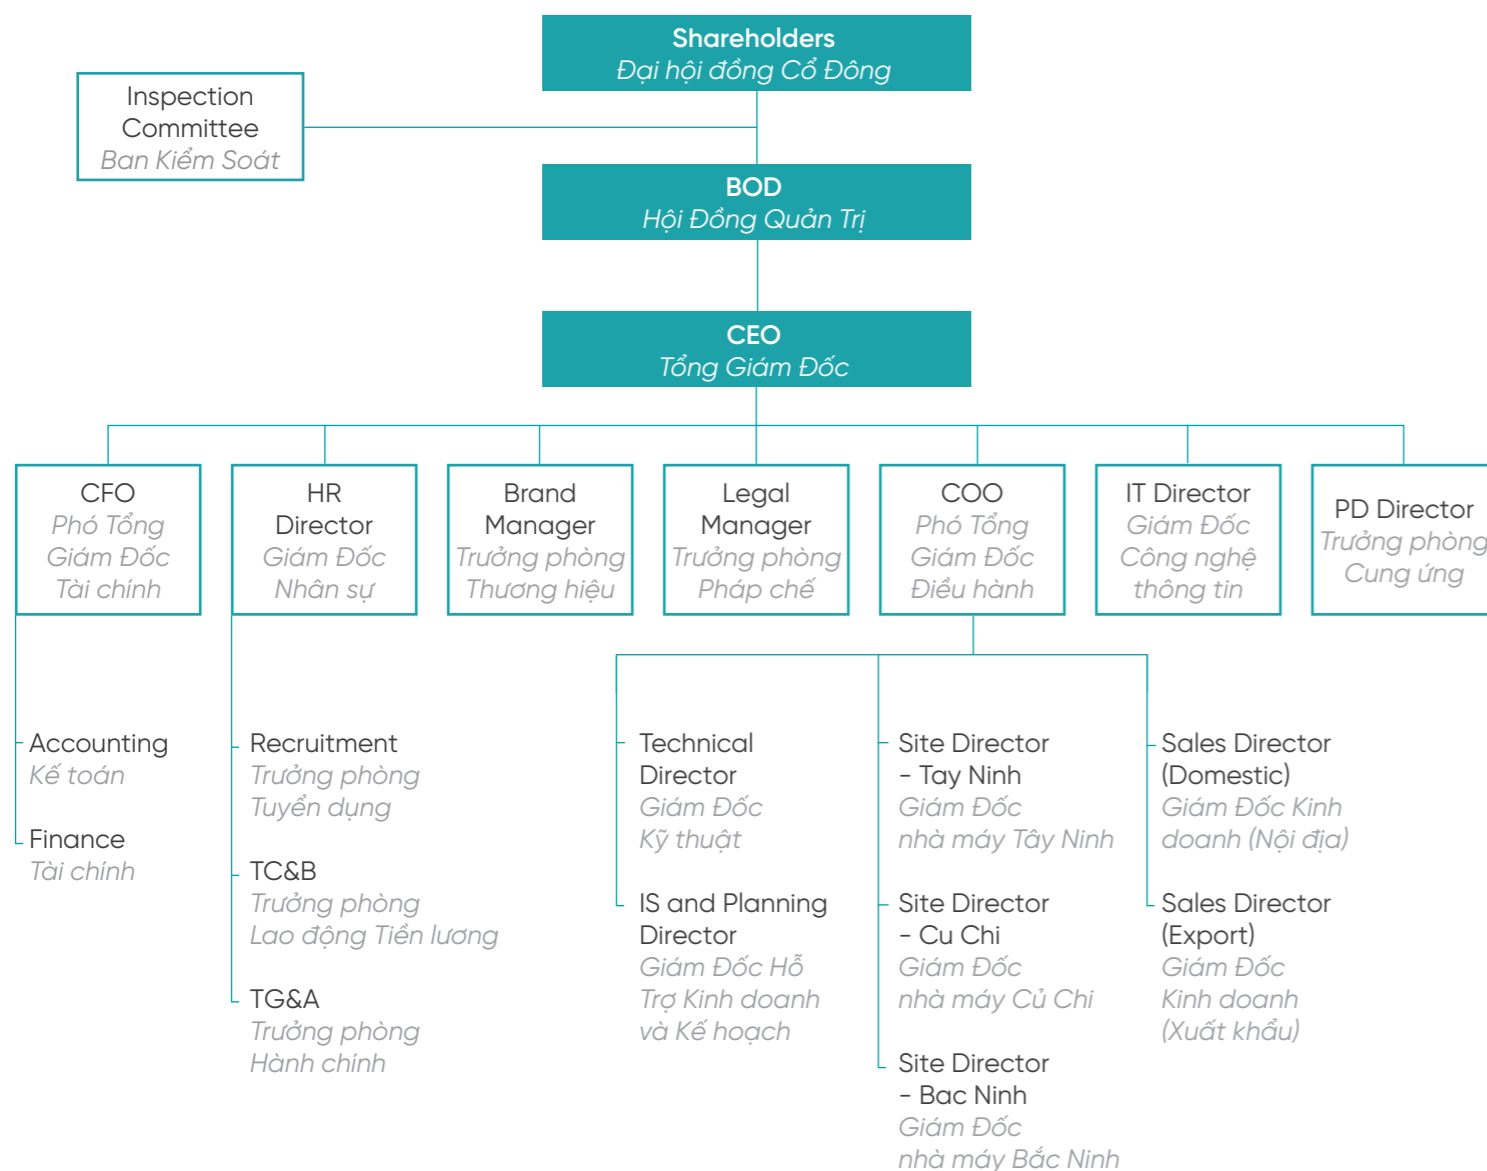 Shareholders
Đại hội đồng Cổ Đông
Inspection
Committee
Ban Kiểm Soát
BOD
Hội Đồng Quản Trị
CEO
Tổng Giám Đốc
CFO
Phó Tổng
Giám Đốc
Tài chính
HR
Director
Giám Đốc
Nhân sự
Brand
Manager
Trưởng phòng
Thương hiệu
Legal
Manager
Trưởng phòng
Pháp chế
COO
Phó Tổng
Giám Đốc
Điều hành
IT Director
Giám Đốc
Công nghệ
thông tin
PD Director
Trưởng phòng
Cung ứng
Accounting
Kế toán
Finance
Tài chính
Recruitment
Trưởng phòng
Tuyển dụng
TC&B
Trưởng phòng
Lao động Tiền lương
TG&A
Trưởng phòng
Hành chính
Technical
Director
Giám Đốc
Kỹ thuật
IS and Planning
Director
Giám Đốc Hỗ
Trợ Kinh doanh
và Kế hoạch
Site Director
- Tay Ninh
Giám Đốc
nhà máy Tây Ninh
Site Director
- Cu Chi
Giám Đốc
nhà máy Củ Chi
Site Director
- Bac Ninh
Giám Đốc
nhà máy Bắc Ninh
Sales Director
(Domestic)
Giám Đốc Kinh
doanh (Nội địa)
Sales Director
(Export)
Giám Đốc
Kinh doanh
(Xuất khẩu)